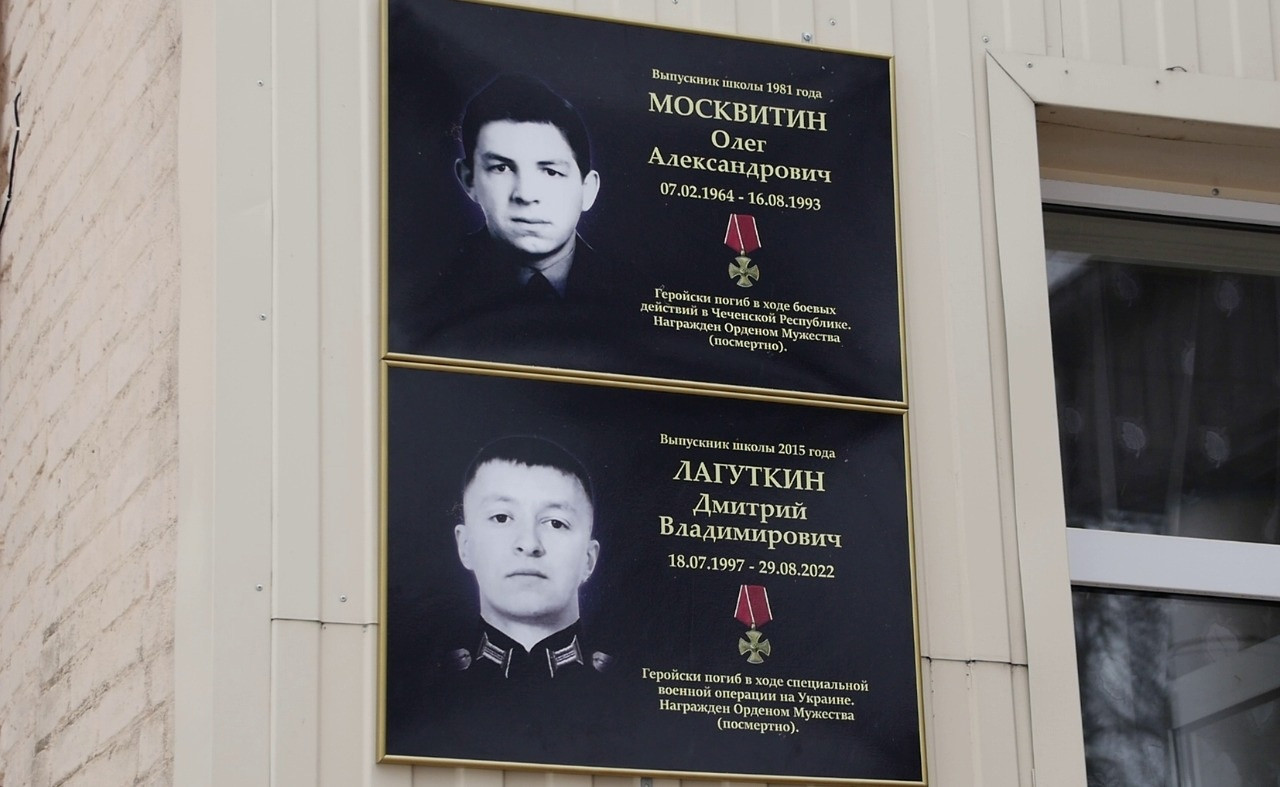 Выпускник школы 1981 года
МОСКВИТИН
Олег
Александрович
07.02.1964 - 16.08.1993
Геройски погиб в ходе боевых
действий в Чеченской Республике.
Награжден Орденом Мужества
(посмертно).
Выпускник школы 2015 года
ЛАГУТКИН
Дмитрий
Владимирович
18.07.1997 - 29.08.2022
Геройски погиб в ходе специальной
военной операции на Украине.
Награжден Орденом Мужества
(посмертно).